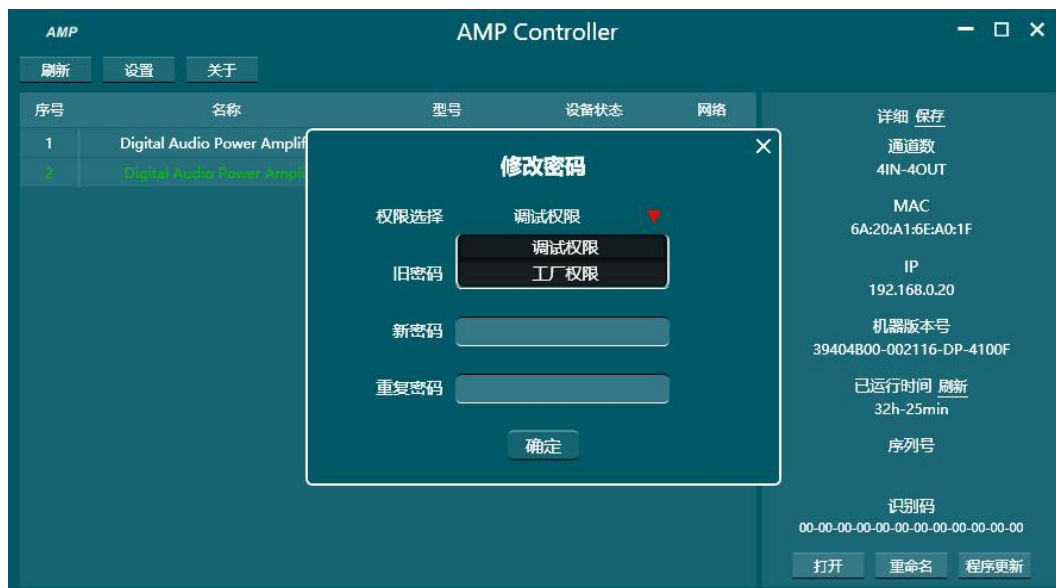 AMP
AMP Controller
刷新 设置 关于
序号 名称 型号 设备状态 网络
1 Digital Audio Power Amplif
2 Digital Audio Power Ampli
修改密码
权限选择 调试权限
调试权限
工厂权限
旧密码
新密码
重复密码
确定
详细 保存
通道数
4IN-4OUT
MAC
6A:20:A1:6E:A0:1F
IP
192.168.0.20
机器版本号
39404B00-002116-DP-4100F
已运行时间 刷新
32h-25min
序列号
识别码
00-00-00-00-00-00-00-00-00-00-00-00
打开 重命名 程序更新